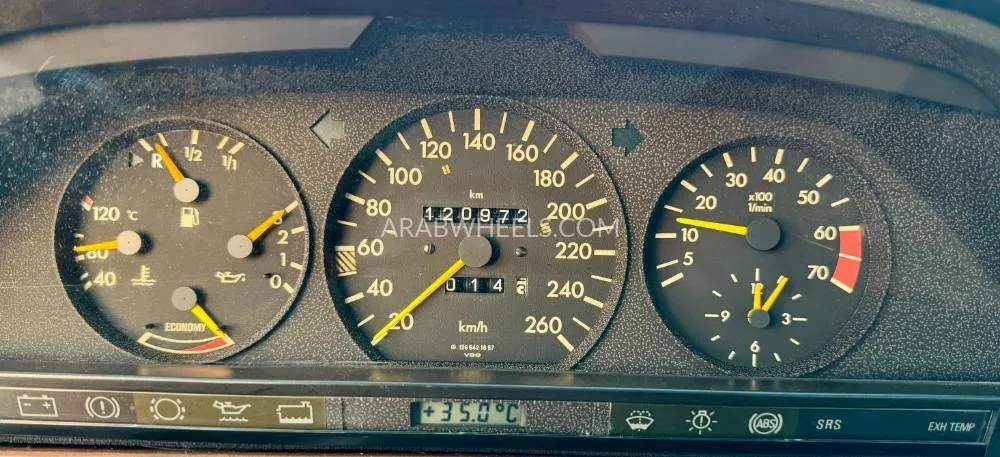 R 1/2 1/1
120 °C
80
40
3
2
1
0
ECONOMY
20
40
60
80
100
120
140
160
180
200
220
240
260
km
120972
014
km/h
VDO
ARABWHEELS.COM
5
10
20
30
40
50
60
70
x100
1/min
12
3
6
9
+35.0°C
ABS
SRS
EXH TEMP